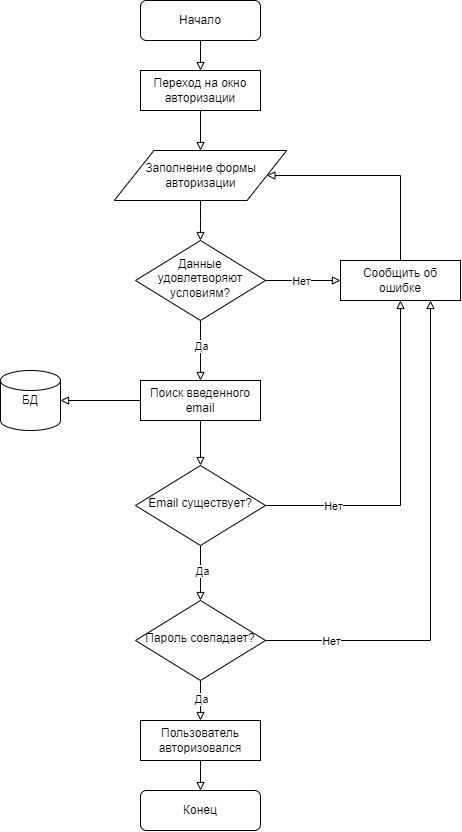 Начало
Переход на окно
авторизации
Заполнение формы
авторизации
Данные
удовлетворяют
условиям?
Нет
Сообщить об
ошибке
Да
БД
Поиск введенного
email
Email существует?
Нет
Да
Пароль совпадает?
Нет
Да
Пользователь
авторизовался
Конец